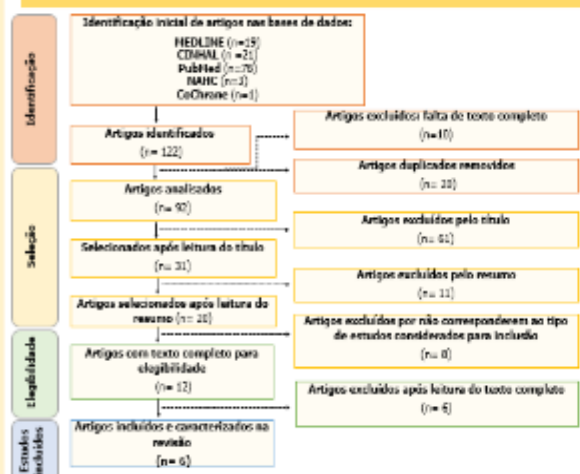 Identificação
Identificação inicial de artigos nas bases de dados:
MEDLINE (n=19)
CINHAL (n =21)
PubMed (n=78)
NAHC (n=3)
CoChrane (n=1)
Artigos identificados
(n= 122)
Artigos excluídos: falta de texto completo
(n=10)
Artigos duplicados removidos
(n= 20)
Seleção
Artigos analisados
(n= 92)
Artigos excluídos pelo título
(n= 61)
Selecionados após leitura do título
(n= 31)
Artigos excluídos pelo resumo
(n= 11)
Artigos selecionados após leitura do
resumo (n= 20)
Artigos excluídos por não corresponderem ao tipo
de estudos considerados para inclusão
(n= 8)
Elegibilidade
Artigos com texto completo para
elegibilidade
(n= 12)
Artigos excluídos após leitura do texto completo
(n= 6)
Estudos
incluídos
Artigos incluídos e caracterizados na
revisão
(n= 6)